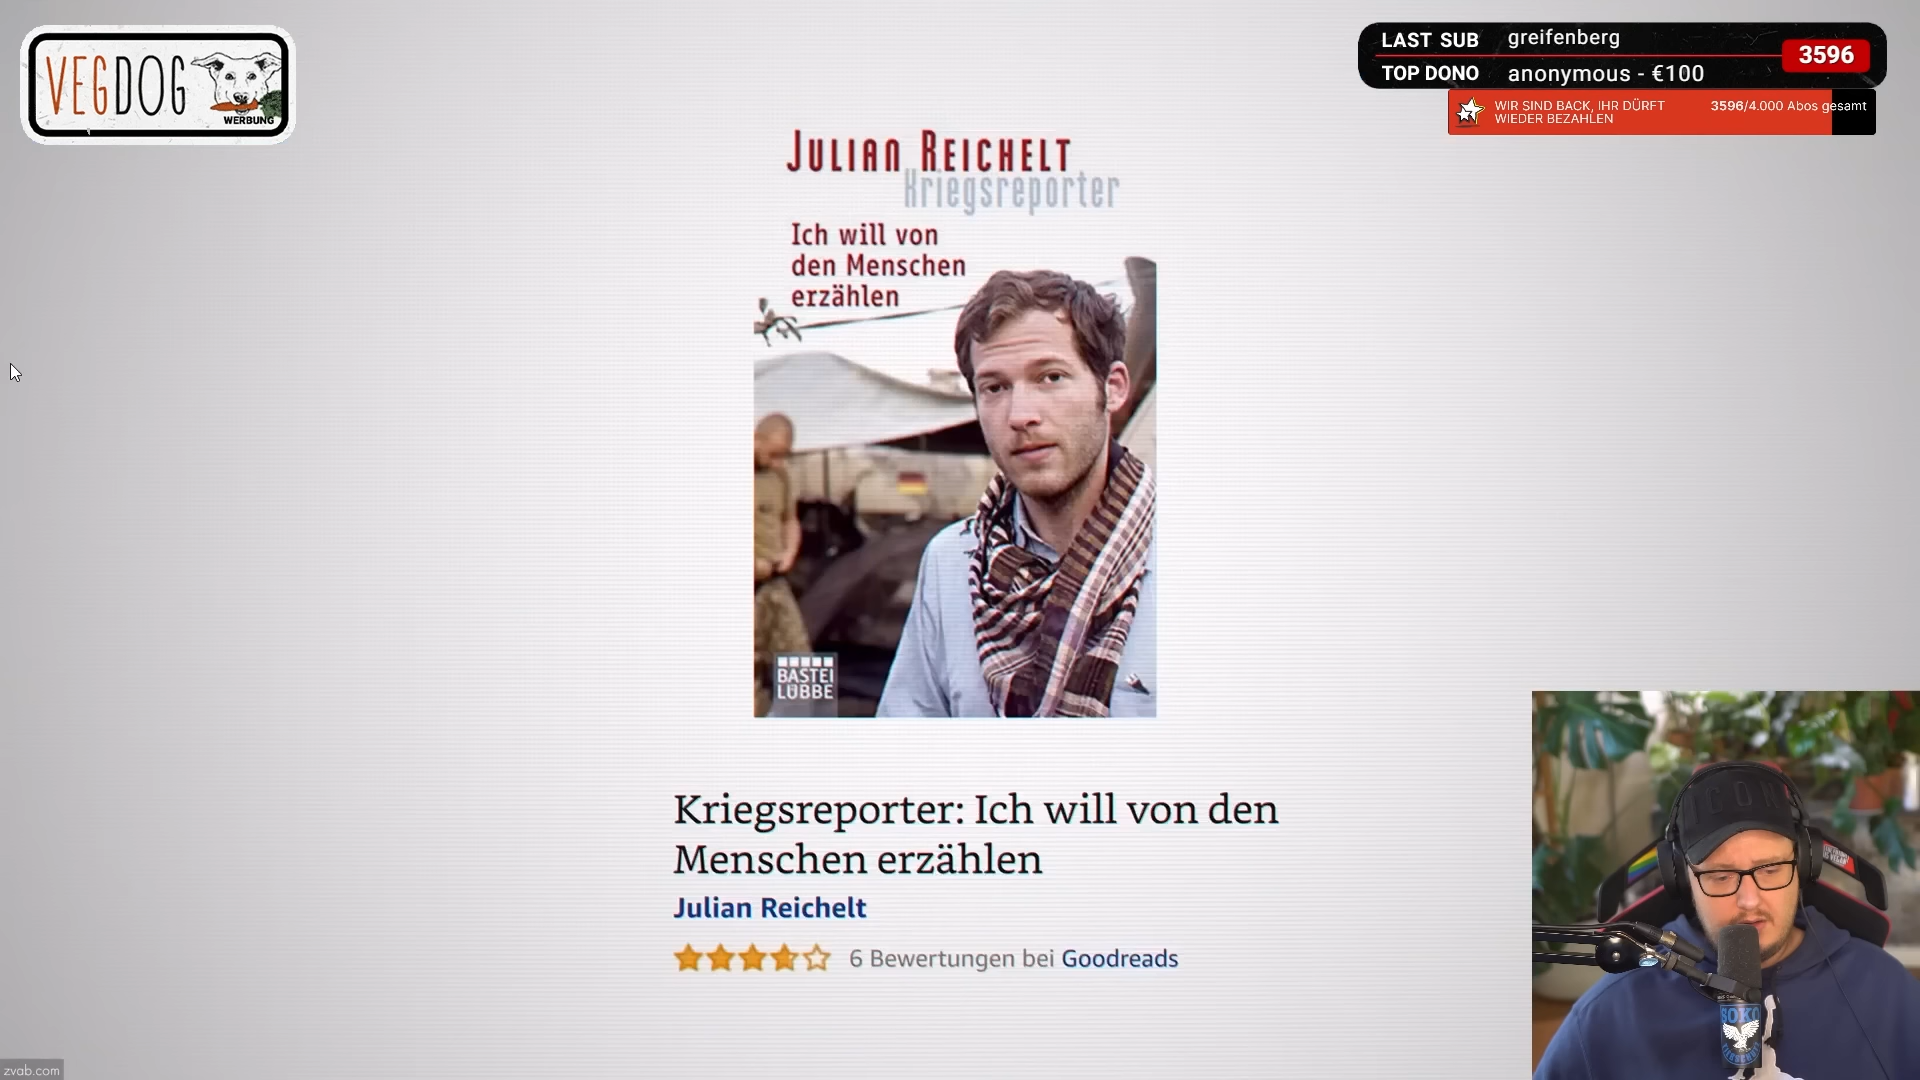 VEGDOG
WERBUNG
LAST SUB greifenberg
TOP DONO anonymous - €100
3596
WIR SIND BACK, IHR DÜRFT
WIEDER BEZAHLEN
3596/4.000 Abos gesamt
JULIAN REICHELT
Kriegsreporter
Ich will von
den Menschen
erzählen
BASTEI
LÜBBE
Kriegsreporter: Ich will von den
Menschen erzählen
Julian Reichelt
6 Bewertungen bei Goodreads
ICON
SOKO
zvab.com